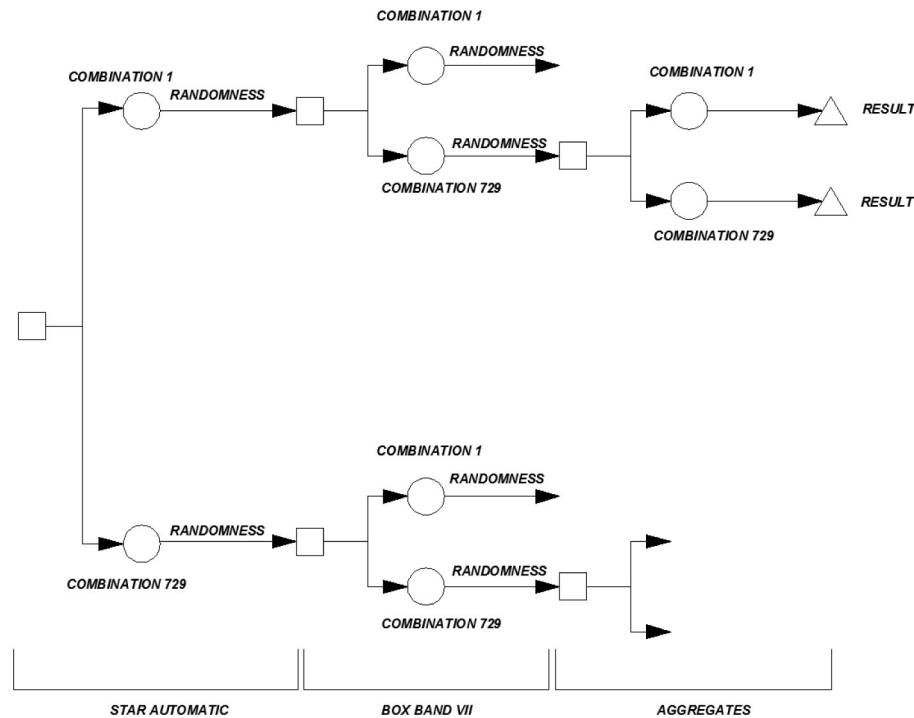 COMBINATION 1
RANDOMNESS
COMBINATION 1
COMBINATION 1
RANDOMNESS
RESULT
RANDOMNESS
COMBINATION 729
RESULT
COMBINATION 729
COMBINATION 1
RANDOMNESS
RANDOMNESS
RANDOMNESS
COMBINATION 729
COMBINATION 729
STAR AUTOMATIC
BOX BAND VII
AGGREGATES